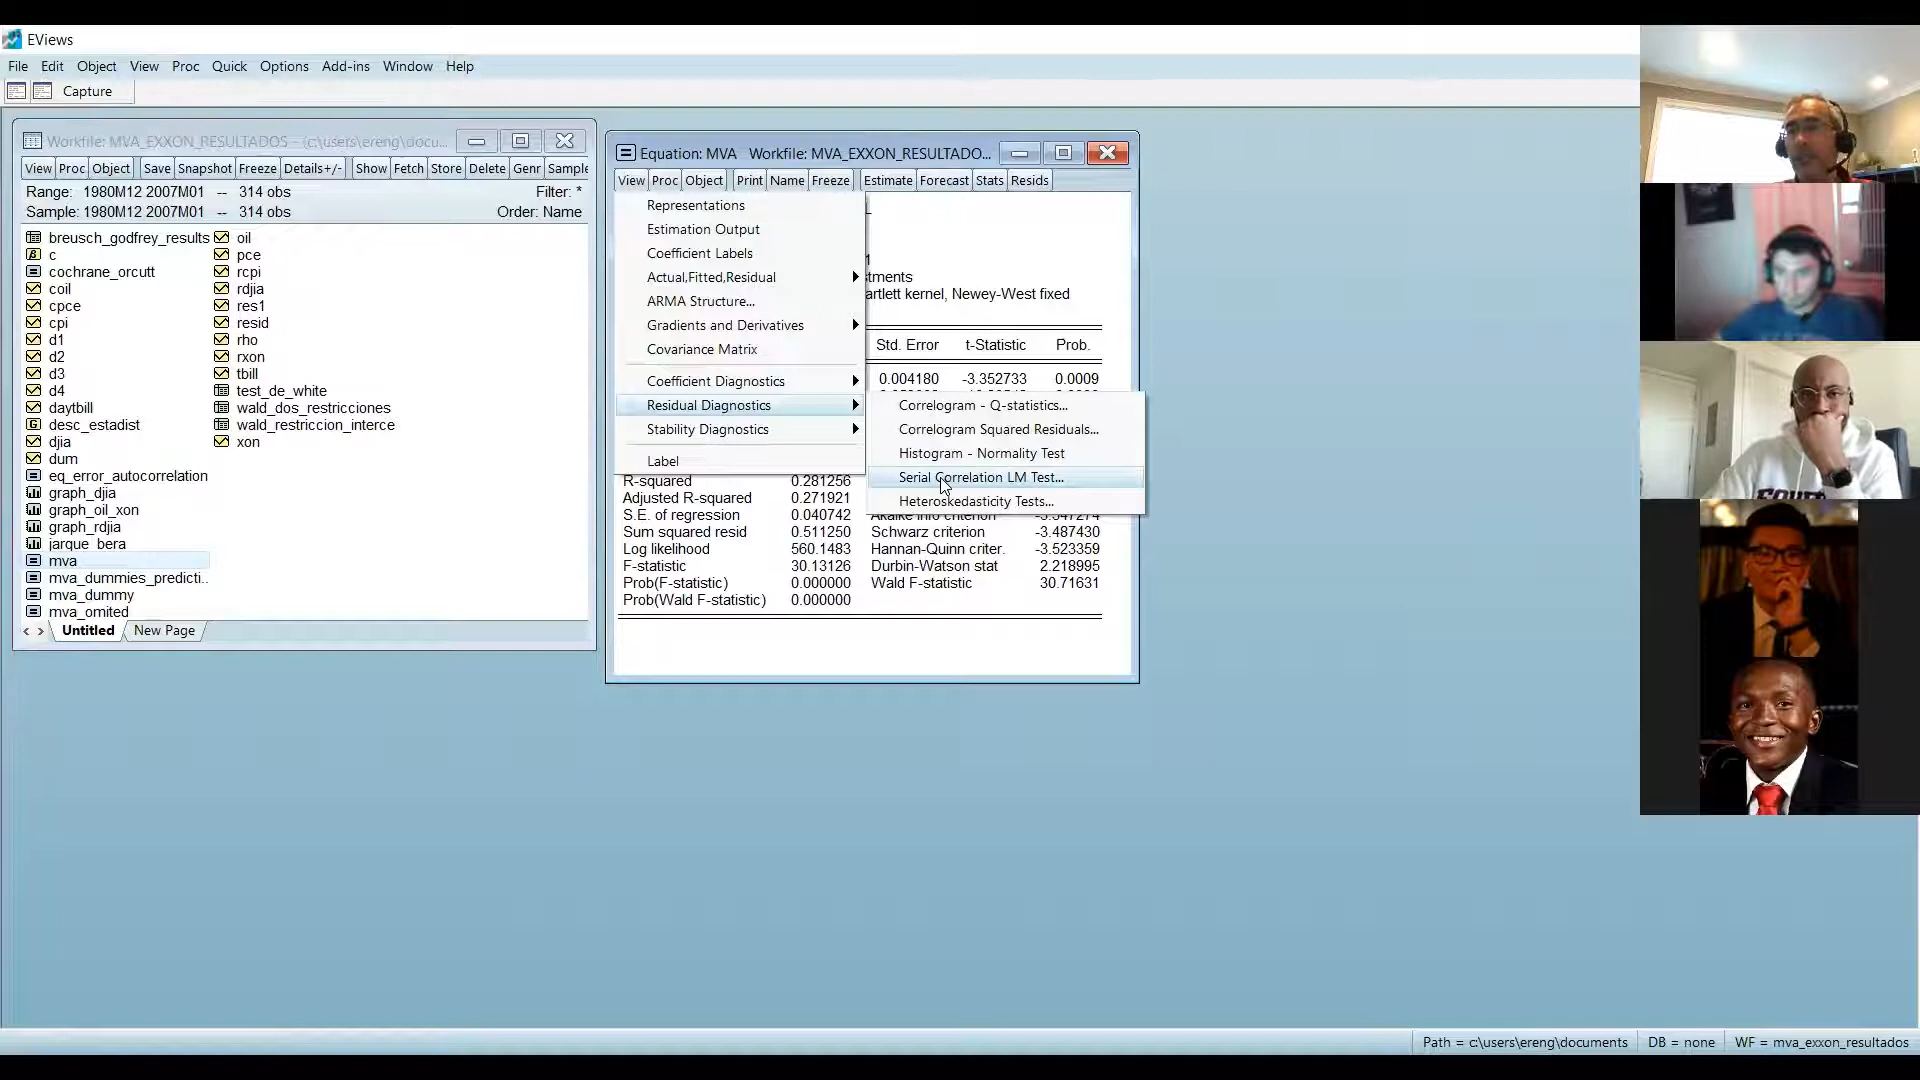 EViews
File Edit Object View Proc Quick Options Add-ins Window Help
Capture
Workfile: MVA_EXXON_RESULTADOS - (c:\users\ereng\docu...
View Proc Object Save Snapshot Freeze Details+/- Show Fetch Store Delete Genr Sample
Range: 1980M12 2007M01 -- 314 obs Filter: *
Sample: 1980M12 2007M01 -- 314 obs Order: Name
breusch_godfrey_results
c
cochrane_orcutt
coil
cpce
cpi
d1
d2
d3
d4
daytbill
desc_estadist
djia
dum
eq_error_autocorrelation
graph_djia
graph_oil_xon
graph_rdjia
jarque_bera
mva
mva_dummies_predicti..
mva_dummy
mva_omited
oil
pce
rcpi
rdjia
res1
resid
rho
rxon
tbill
test_de_white
wald_dos_restricciones
wald_restriccion_interce
xon
Untitled New Page
Equation: MVA Workfile: MVA_EXXON_RESULTADO...
View Proc Object Print Name Freeze Estimate Forecast Stats Resids
Representations
Estimation Output
Coefficient Labels
Actual,Fitted,Residual
ARMA Structure...
Gradients and Derivatives
Covariance Matrix
Coefficient Diagnostics
Residual Diagnostics
Stability Diagnostics
Label
Correlogram - Q-statistics...
Correlogram Squared Residuals...
Histogram - Normality Test
Serial Correlation LM Test...
Heteroskedasticity Tests...
stments
artlett kernel, Newey-West fixed
Std. Error t-Statistic Prob.
0.004180 -3.352733 0.0009
R-squared 0.281256
Adjusted R-squared 0.271921
S.E. of regression 0.040742 Akaike info criterion -3.547274
Sum squared resid 0.511250 Schwarz criterion -3.487430
Log likelihood 560.1483 Hannan-Quinn criter. -3.523359
F-statistic 30.13126 Durbin-Watson stat 2.218995
Prob(F-statistic) 0.000000 Wald F-statistic 30.71631
Prob(Wald F-statistic) 0.000000
Path = c:\users\ereng\documents DB = none WF = mva_exxon_resultados